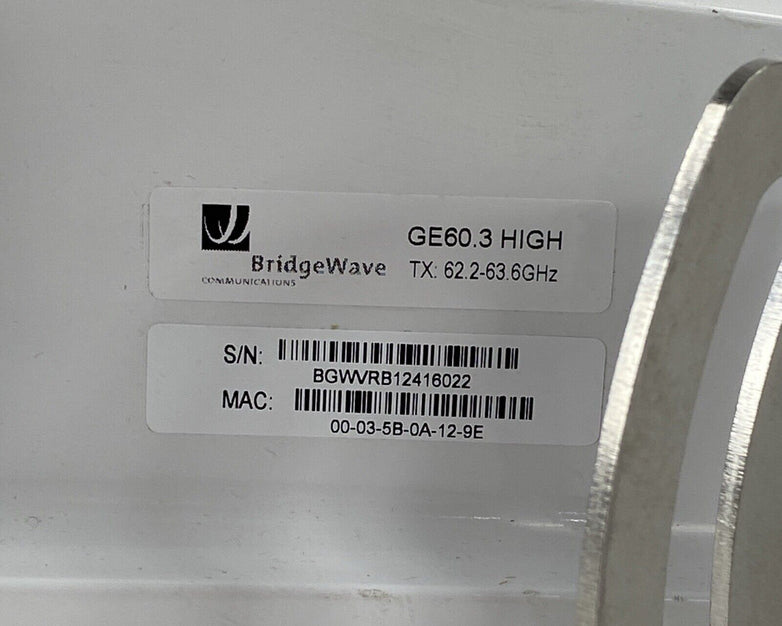 GE60.3 HIGH
BridgeWave
COMMUNICATIONS
TX: 62.2-63.6GHz
S/N:
BGWVRB12416022
MAC:
00-03-5B-0A-12-9E